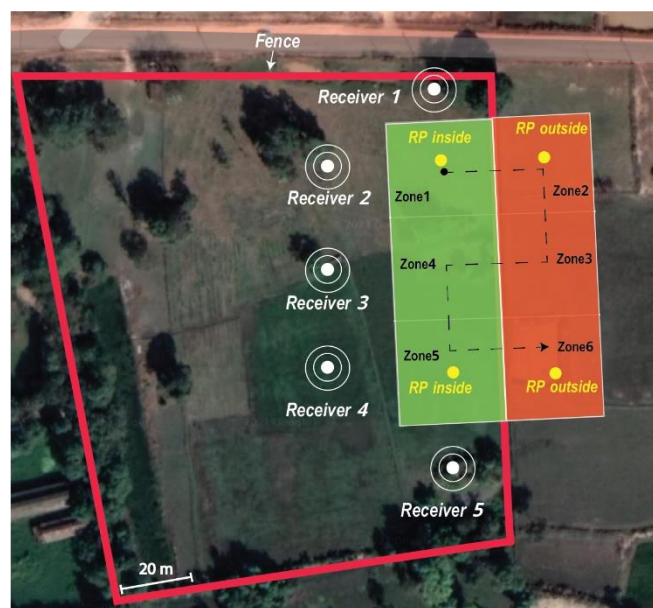 Fence
Receiver 1
RP inside
RP outside
Receiver 2
Zone1
Zone2
Zone4
Zone3
Receiver 3
Zone5
Zone6
RP inside
RP outside
Receiver 4
Receiver 5
20 m